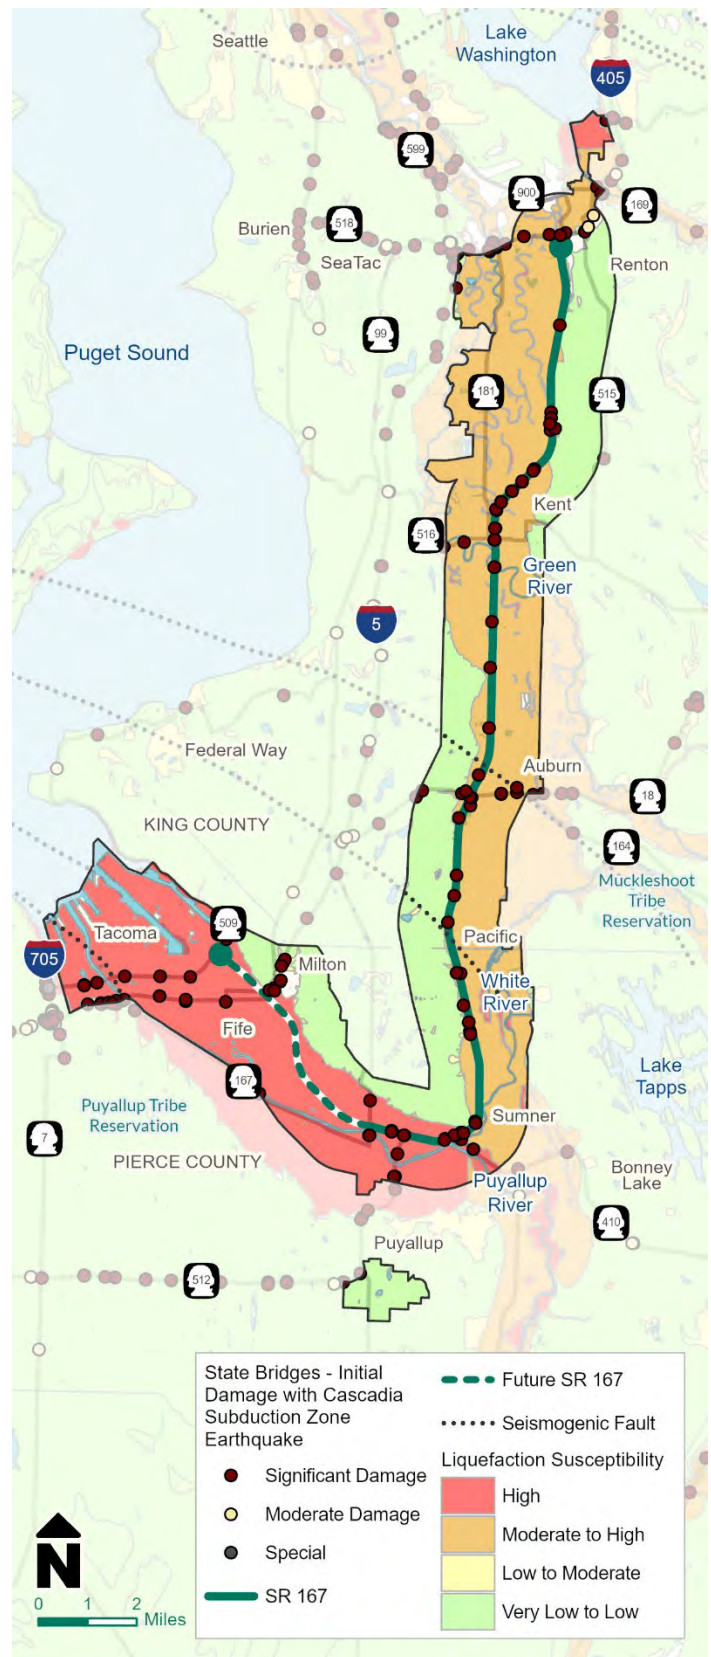 Seattle
Lake
Washington
405
599
900
169
518
Burien
SeaTac
Renton
99
Puget Sound
181
515
Kent
516
Green
River
5
Federal Way
Auburn
18
KING COUNTY
164
Muckleshoot
Tribe
Reservation
509
Tacoma
705
Milton
Pacific
White
River
Fife
167
Lake
Tapps
Puyallup Tribe
Reservation
Sumner
7
PIERCE COUNTY
Bonney
Lake
Puyallup
River
410
Puyallup
512
State Bridges - Initial
Damage with Cascadia
Subduction Zone
Earthquake
Significant Damage
Moderate Damage
Special
SR 167
Future SR 167
Seismogenic Fault
Liquefaction Susceptibility
High
Moderate to High
Low to Moderate
Very Low to Low
N
0 1 2
Miles